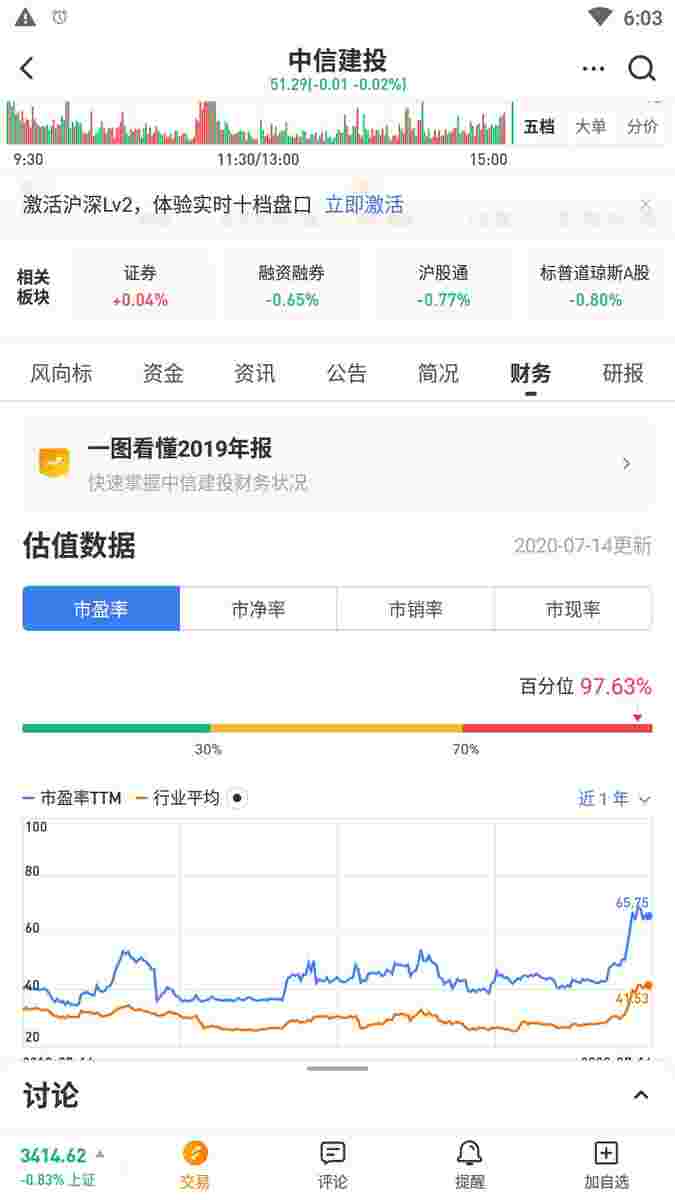 6:03
中信建投
51.29(-0.01 -0.02%)
五档 大单 分价
9:30 11:30/13:00 15:00
激活沪深Lv2，体验实时十档盘口 立即激活
相关板块
证券 融资融券 沪股通 标普道琼斯A股
+0.04% -0.65% -0.77% -0.80%
风向标 资金 资讯 公告 简况 财务 研报
一图看懂2019年报
快速掌握中信建投财务状况
估值数据 2020-07-14更新
市盈率 市净率 市销率 市现率
百分位 97.63%
30% 70%
市盈率TTM 行业平均 近1年
100
80
65.75
60
40
41.53
20
讨论
3414.62
-0.83% 上证
交易 评论 提醒 加自选